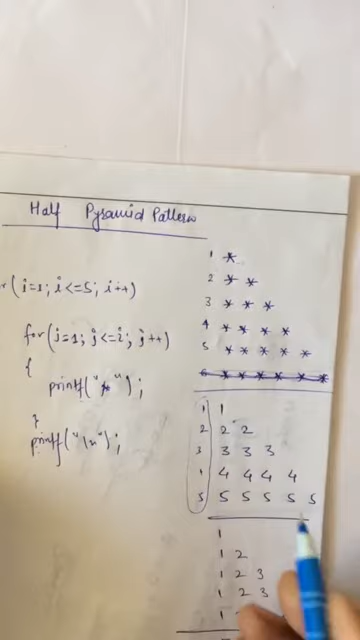 Half Pyramid Pattern
(i=1; i<=5; i++)
for(j=1; j<=i; j++)
{
printf("*");
}
printf("\n");
1 *
2 * *
3 * * *
4 * * * *
5 * * * * *
6 * * * * * *
1 1
2 2 2
3 3 3 3
4 4 4 4 4
5 5 5 5 5 5
1
1 2
1 2 3
1 2 3
1